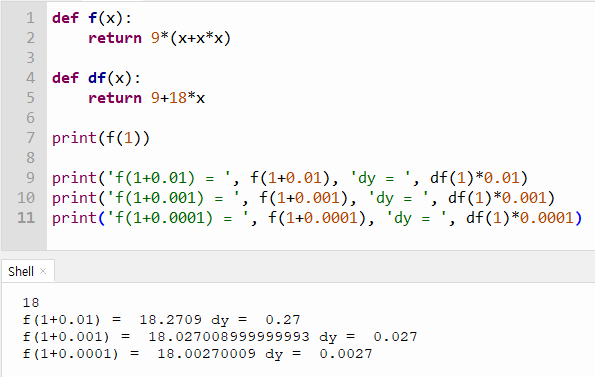 1 def f(x):
2     return 9*(x+x*x)
3
4 def df(x):
5     return 9+18*x
6
7 print(f(1))
8
9 print('f(1+0.01) = ', f(1+0.01), 'dy = ', df(1)*0.01)
10 print('f(1+0.001) = ', f(1+0.001), 'dy = ', df(1)*0.001)
11 print('f(1+0.0001) = ', f(1+0.0001), 'dy = ', df(1)*0.0001)
Shell ×
18
f(1+0.01) =  18.2709 dy =  0.27
f(1+0.001) =  18.027008999999993 dy =  0.027
f(1+0.0001) =  18.00270009 dy =  0.0027